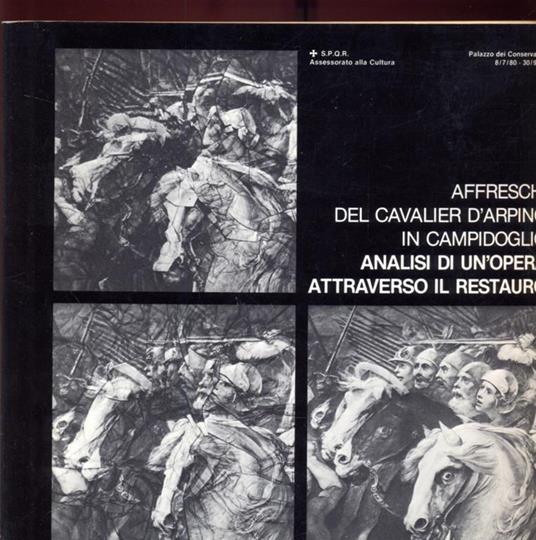 ✠ S.P.Q.R.
Assessorato alla Cultura
Palazzo dei Conserva
8/7/80 - 30/9
AFFRESCH
DEL CAVALIER D'ARPINO
IN CAMPIDOGLIO
ANALISI DI UN'OPERA
ATTRAVERSO IL RESTAURO